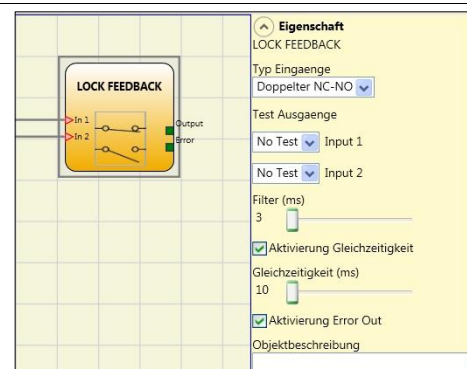 LOCK FEEDBACK
In 1
In 2
Output
Error
Eigenschaft
LOCK FEEDBACK
Typ Eingaenge
Doppelter NC-NO
Test Ausgaenge
No Test Input 1
No Test Input 2
Filter (ms)
3
Aktivierung Gleichzeitigkeit
Gleichzeitigkeit (ms)
10
Aktivierung Error Out
Objektbeschreibung